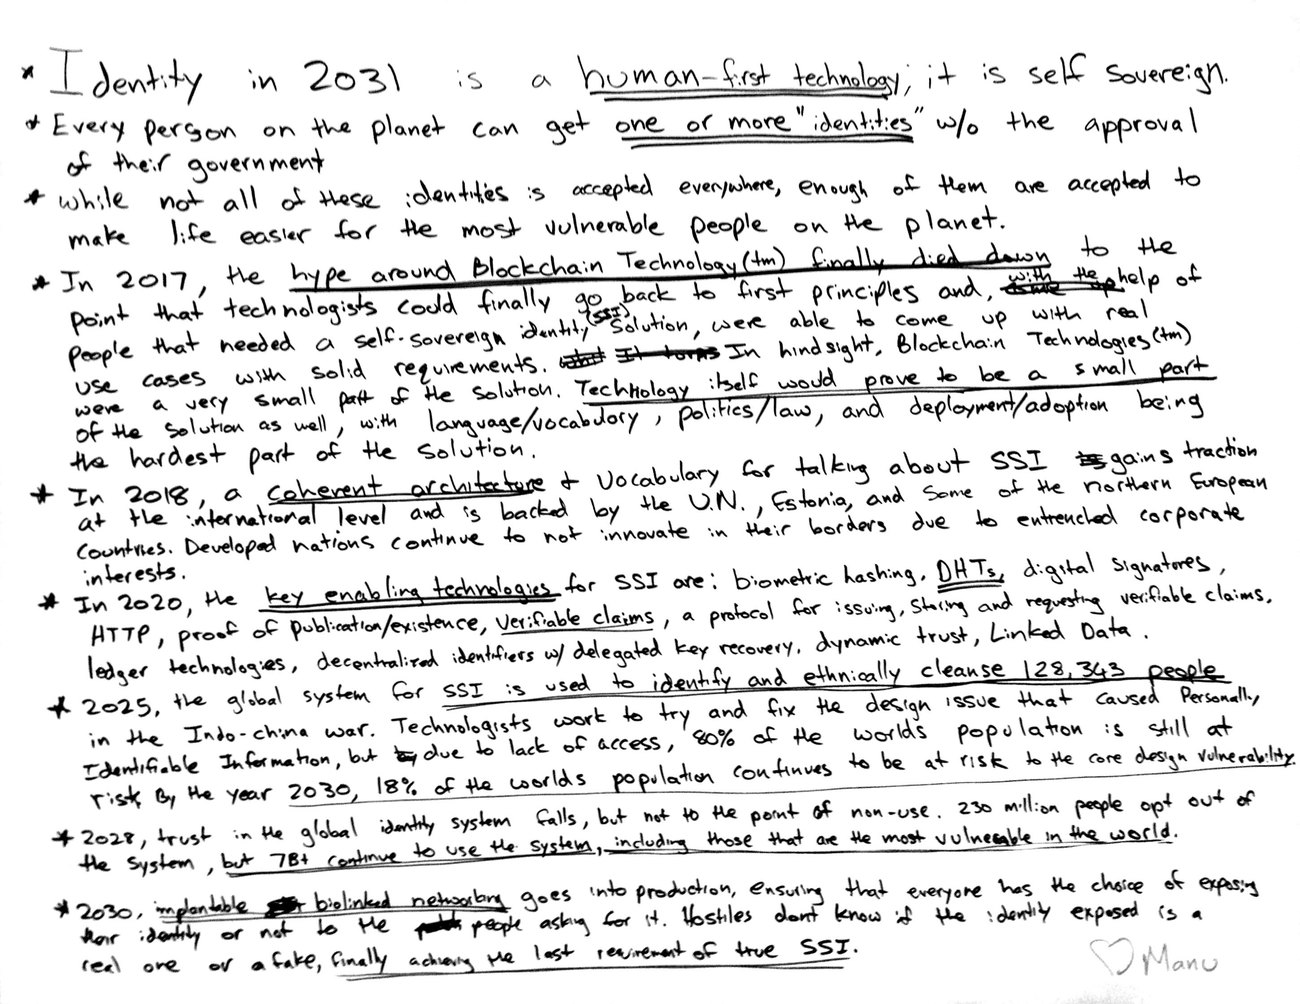 * Identity in 2031 is a human-first technology; it is self sovereign.
* Every person on the planet can get one or more "identities" w/o the approval
of their government
* while not all of these identities is accepted everywhere, enough of them are accepted to
make life easier for the most vulnerable people on the planet.
* In 2017, the hype around Blockchain Technology(tm) finally died down to the
point that technologists could finally go back to first principles and, with the help of
people that needed a self-sovereign identity (SSI) solution, were able to come up with real
use cases with solid requirements. In hindsight, Blockchain Technologies(tm)
were a very small part of the solution. Technology itself would prove to be a small part
of the solution as well, with language/vocabulary, politics/law, and deployment/adoption being
the hardest part of the solution.
* In 2018, a coherent architecture + vocabulary for talking about SSI gains traction
at the international level and is backed by the U.N., Estonia, and some of the northern European
countries. Developed nations continue to not innovate in their borders due to entrenched corporate
interests.
* In 2020, the key enabling technologies for SSI are: biometric hashing, DHTs, digital signatures,
HTTP, proof of publication/existence, verifiable claims, a protocol for issuing, storing and requesting verifiable claims,
ledger technologies, decentralized identifiers w/ delegated key recovery, dynamic trust, Linked Data.
* 2025, the global system for SSI is used to identify and ethnically cleanse 128,343 people
in the Indo-china war. Technologists work to try and fix the design issue that caused Personally
Identifiable Information, but due to lack of access, 80% of the worlds population is still at
risk By the year 2030, 18% of the worlds population continues to be at risk to the core design vulnerability.
* 2028, trust in the global identity system falls, but not to the point of non-use. 230 million people opt out of
the system, but 7B+ continue to use the system, including those that are the most vulnerable in the world.
* 2030, implantable biolinked networking goes into production, ensuring that everyone has the choice of exposing
their identity or not to the people asking for it. Hostiles dont know if the identity exposed is a
real one or a fake, finally achieving the last requirement of true SSI.
♡ Manu